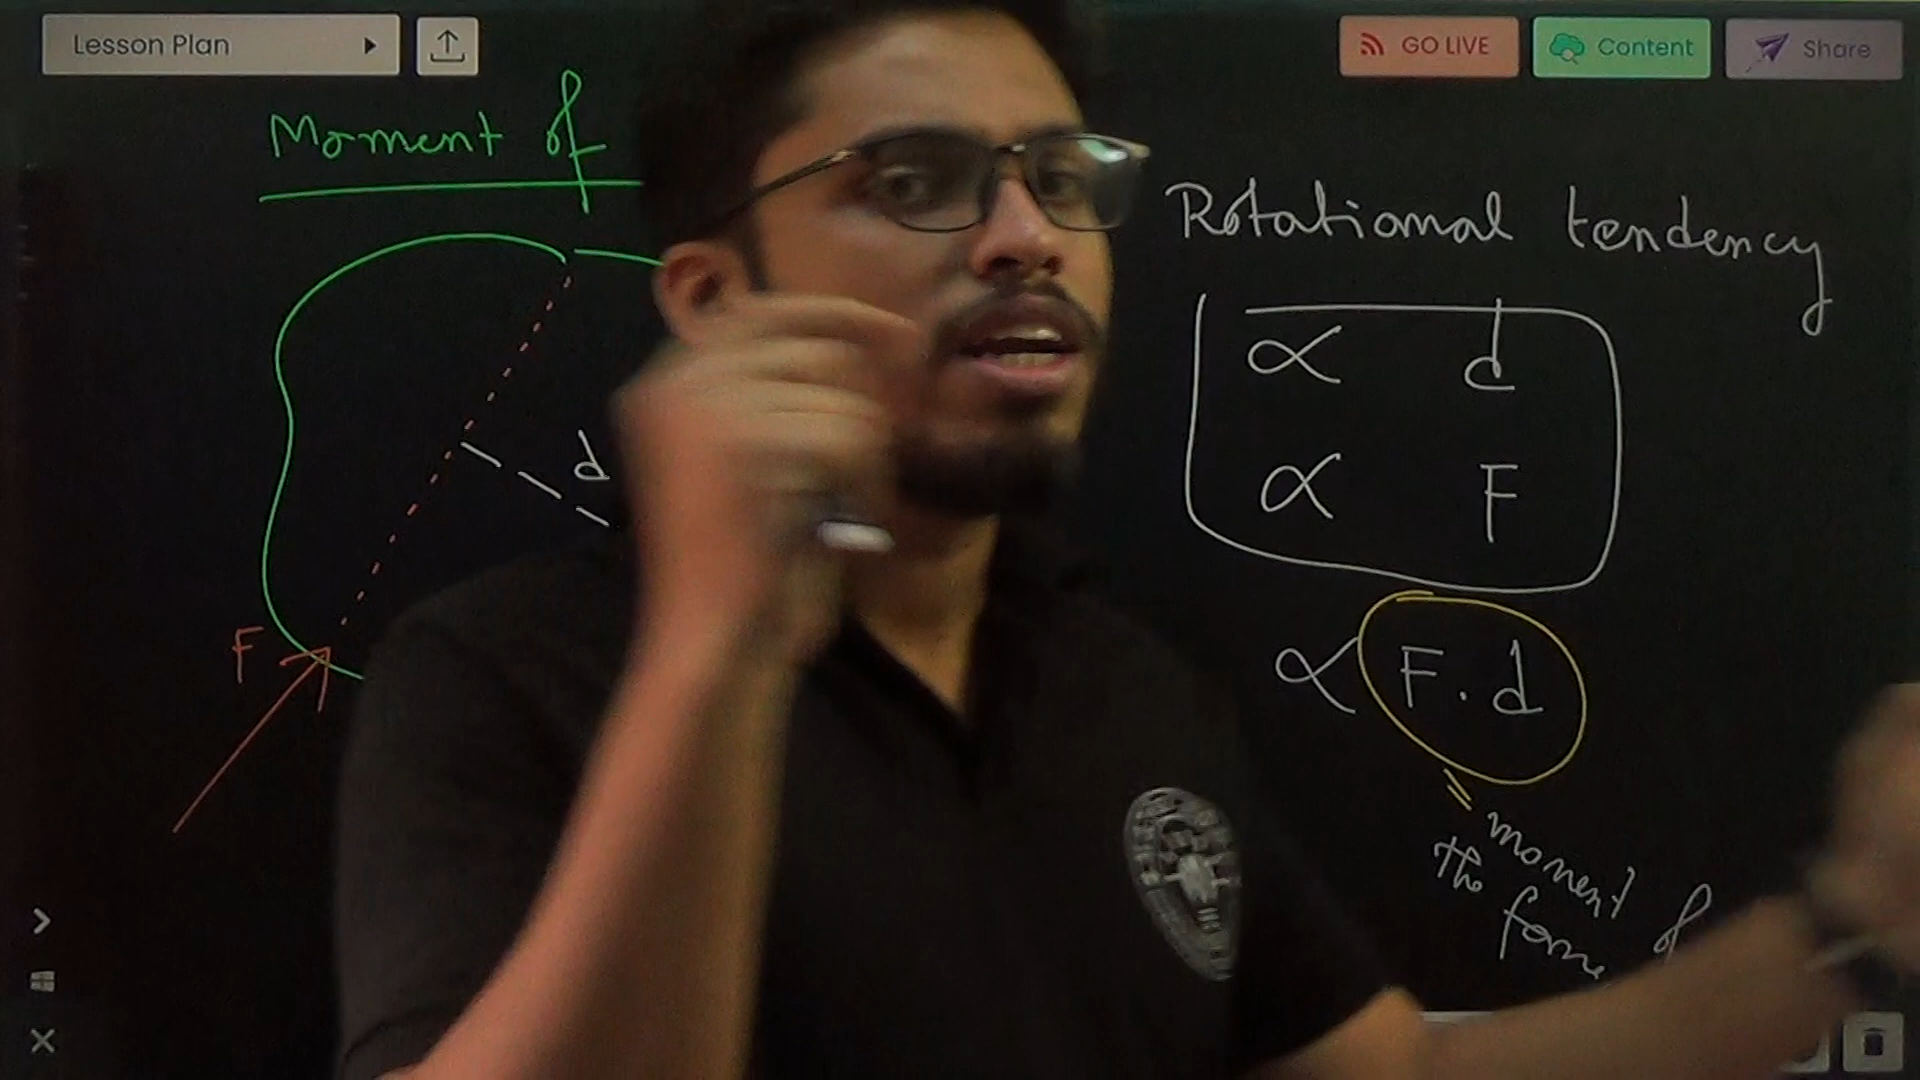 Lesson Plan
GO LIVE
Content
Share
Moment of
Rotational tendency
∝ d
∝ F
d
F
∝ F . d
moment of
the force